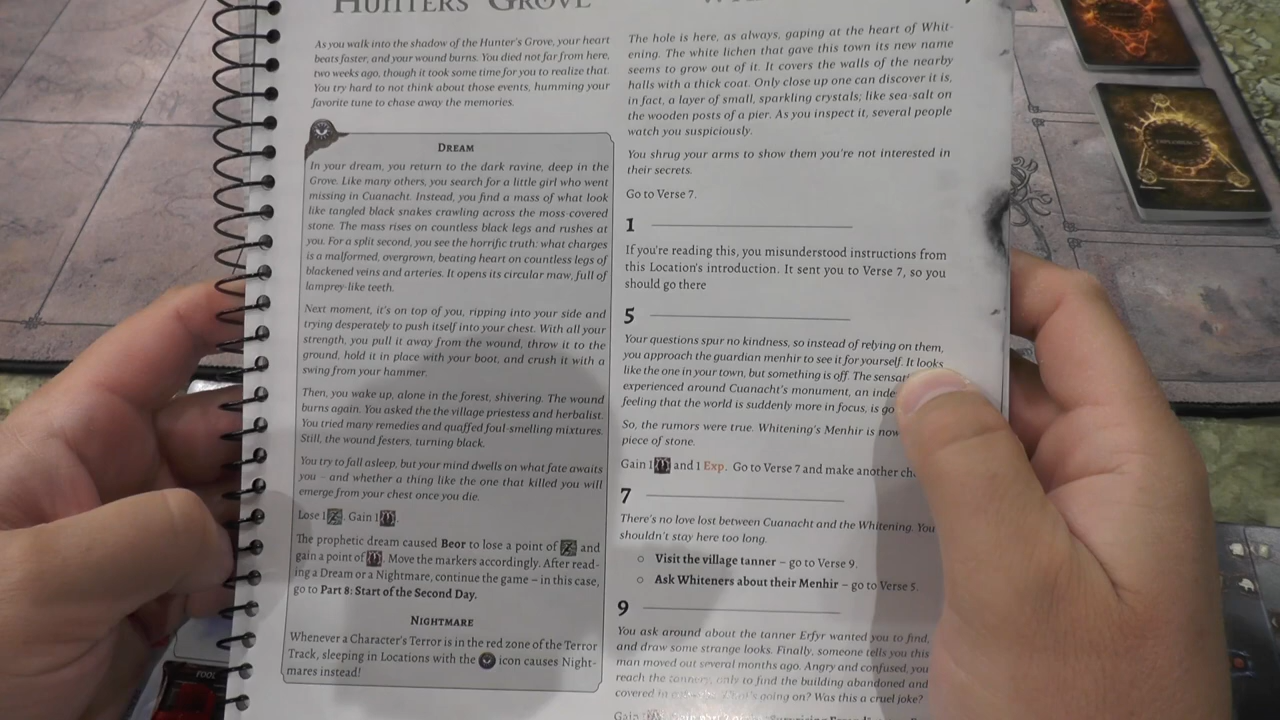 HUNTERS' GROVE
As you walk into the shadow of the Hunter's Grove, your heart
beats faster, and your wound burns. You died not far from here,
two weeks ago, though it took some time for you to realize that.
You try hard to not think about those events, humming your
favorite tune to chase away the memories.
DREAM
In your dream, you return to the dark ravine, deep in the
Grove. Like many others, you search for a little girl who went
missing in Cuanacht. Instead, you find a mass of what look
like tangled black snakes crawling across the moss-covered
stone. The mass rises on countless black legs and rushes at
you. For a split second, you see the horrific truth: what charges
is a malformed, overgrown, beating heart on countless legs of
blackened veins and arteries. It opens its circular maw, full of
lamprey-like teeth.
Next moment, it's on top of you, ripping into your side and
trying desperately to push itself into your chest. With all your
strength, you pull it away from the wound, throw it to the
ground, hold it in place with your boot, and crush it with a
swing from your hammer.
Then, you wake up, alone in the forest, shivering. The wound
burns again. You asked the the village priestess and herbalist.
You tried many remedies and quaffed foul-smelling mixtures.
Still, the wound festers, turning black.
You try to fall asleep, but your mind dwells on what fate awaits
you – and whether a thing like the one that killed you will
emerge from your chest once you die.
Lose 1. Gain 1.
The prophetic dream caused Beor to lose a point of and
gain a point of . Move the markers accordingly. After read-
ing a Dream or a Nightmare, continue the game – in this case,
go to Part 8: Start of the Second Day.
NIGHTMARE
Whenever a Character's Terror is in the red zone of the Terror
Track, sleeping in Locations with the icon causes Night-
mares instead!
The hole is here, as always, gaping at the heart of Whit-
ening. The white lichen that gave this town its new name
seems to grow out of it. It covers the walls of the nearby
halls with a thick coat. Only close up one can discover it is,
in fact, a layer of small, sparkling crystals; like sea-salt on
the wooden posts of a pier. As you inspect it, several people
watch you suspiciously.
You shrug your arms to show them you're not interested in
their secrets.
Go to Verse 7.
1
If you're reading this, you misunderstood instructions from
this Location's introduction. It sent you to Verse 7, so you
should go there
5
Your questions spur no kindness, so instead of relying on them,
you approach the guardian menhir to see it for yourself. It looks
like the one in your town, but something is off. The sensat
experienced around Cuanacht's monument, an inde
feeling that the world is suddenly more in focus, is go
So, the rumors were true. Whitening's Menhir is now
piece of stone.
Gain 1 and 1 Exp. Go to Verse 7 and make another ch
7
There's no love lost between Cuanacht and the Whitening. You
shouldn't stay here too long.
○ Visit the village tanner – go to Verse 9.
○ Ask Whiteners about their Menhir – go to Verse 5.
9
You ask around about the tanner Erfyr wanted you to find,
and draw some strange looks. Finally, someone tells you this
man moved out several months ago. Angry and confused, you
reach the tannery, only to find the building abandoned and
covered in What's going on? Was this a cruel joke?
Gain 1
DIPLOMACY
FOOL